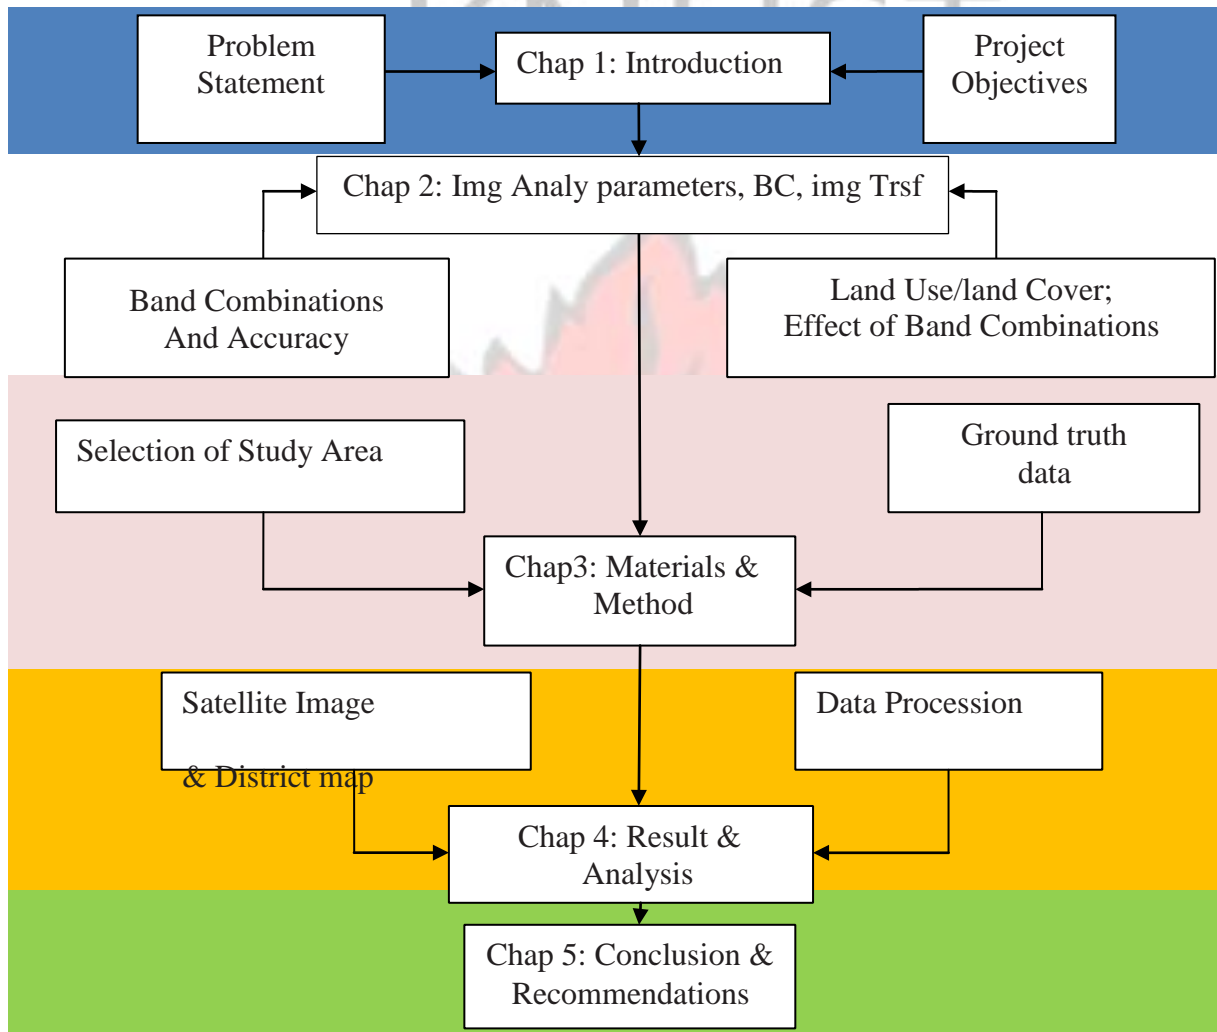 Problem
Statement
Chap 1: Introduction
Project
Objectives
Chap 2: Img Analy parameters, BC, img Trsf
Band Combinations
And Accuracy
Land Use/land Cover;
Effect of Band Combinations
Selection of Study Area
Ground truth
data
Chap3: Materials &
Method
Satellite Image
& District map
Data Procession
Chap 4: Result &
Analysis
Chap 5: Conclusion &
Recommendations